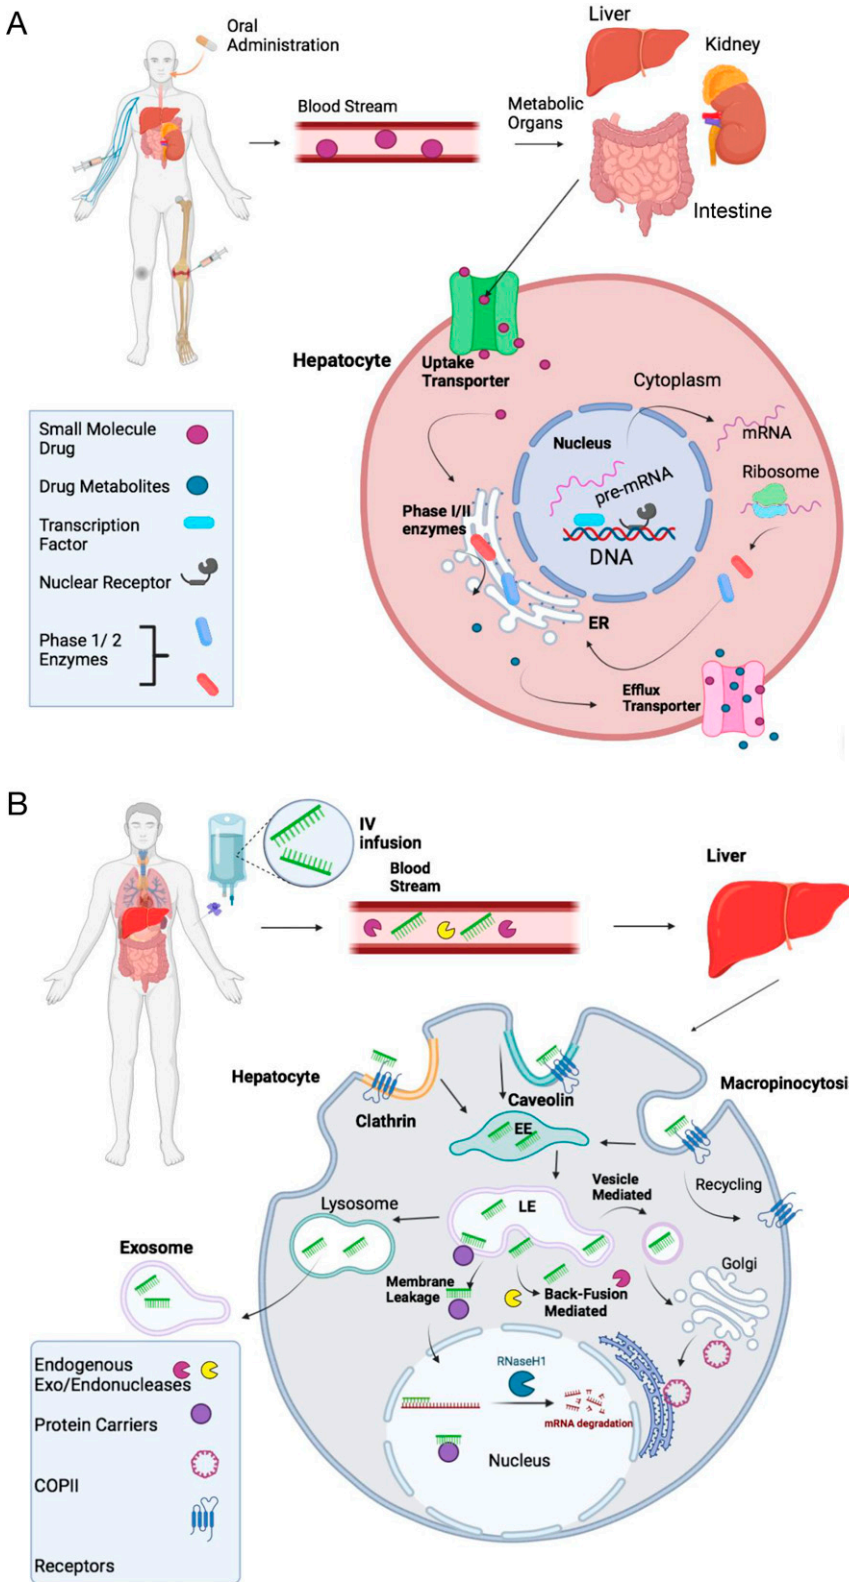 A
Oral
Administration
Blood Stream
Metabolic
Organs
Liver
Kidney
Intestine
Hepatocyte
Uptake
Transporter
Cytoplasm
Nucleus
mRNA
Ribosome
pre-mRNA
Phase I/II
enzymes
DNA
ER
Efflux
Transporter
Small Molecule
Drug
Drug Metabolites
Transcription
Factor
Nuclear Receptor
Phase 1/ 2
Enzymes
B
IV
infusion
Blood
Stream
Liver
Hepatocyte
Clathrin
Caveolin
Macropinocytosi
EE
Recycling
Vesicle
Mediated
LE
Lysosome
Exosome
Membrane
Leakage
Back-Fusion
Mediated
Golgi
RNaseH1
mRNA degradation
Nucleus
Endogenous
Exo/Endonucleases
Protein Carriers
COPII
Receptors